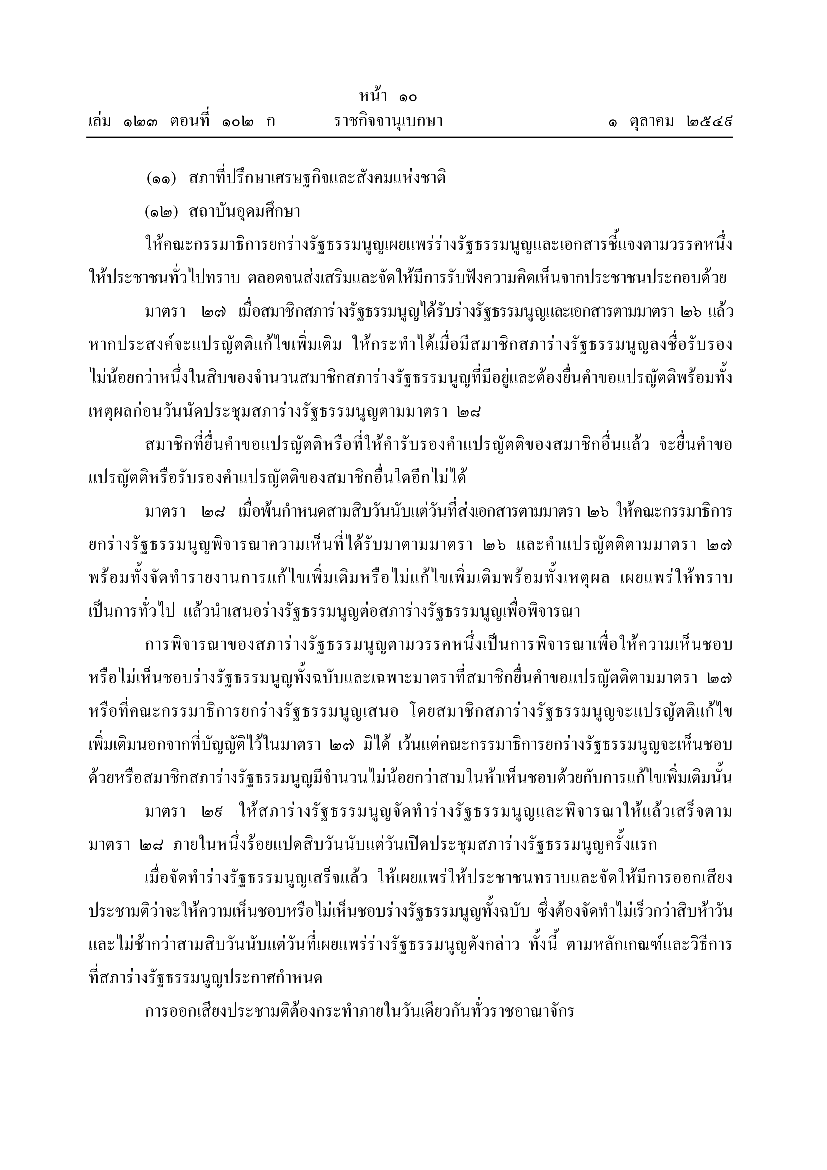 หน้า ๑๐
เล่ม ๑๒๓ ตอนที่ ๑๐๒ ก ราชกิจจานุเบกษา ๑ ตุลาคม ๒๕๔๙
(๑๑) สภาที่ปรึกษาเศรษฐกิจและสังคมแห่งชาติ
(๑๒) สถาบันอุดมศึกษา
ให้คณะกรรมาธิการยกร่างรัฐธรรมนูญเผยแพร่ร่างรัฐธรรมนูญและเอกสารชี้แจงตามวรรคหนึ่ง
ให้ประชาชนทั่วไปทราบ ตลอดจนส่งเสริมและจัดให้มีการรับฟังความคิดเห็นจากประชาชนประกอบด้วย
มาตรา ๒๗ เมื่อสมาชิกสภาร่างรัฐธรรมนูญได้รับร่างรัฐธรรมนูญและเอกสารตามมาตรา ๒๖ แล้ว
หากประสงค์จะแปรญัตติแก้ไขเพิ่มเติม ให้กระทำได้เมื่อมีสมาชิกสภาร่างรัฐธรรมนูญลงชื่อรับรอง
ไม่น้อยกว่าหนึ่งในสิบของจำนวนสมาชิกสภาร่างรัฐธรรมนูญที่มีอยู่และต้องยื่นคำขอแปรญัตติพร้อมทั้ง
เหตุผลก่อนวันนัดประชุมสภาร่างรัฐธรรมนูญตามมาตรา ๒๘
สมาชิกที่ยื่นคำขอแปรญัตติหรือที่ให้คำรับรองคำแปรญัตติของสมาชิกอื่นแล้ว จะยื่นคำขอ
แปรญัตติหรือรับรองคำแปรญัตติของสมาชิกอื่นใดอีกไม่ได้
มาตรา ๒๘ เมื่อพ้นกำหนดสามสิบวันนับแต่วันที่ส่งเอกสารตามมาตรา ๒๖ ให้คณะกรรมาธิการ
ยกร่างรัฐธรรมนูญพิจารณาความเห็นที่ได้รับมาตามมาตรา ๒๖ และคำแปรญัตติตามมาตรา ๒๗
พร้อมทั้งจัดทำรายงานการแก้ไขเพิ่มเติมหรือไม่แก้ไขเพิ่มเติมพร้อมทั้งเหตุผล เผยแพร่ให้ทราบ
เป็นการทั่วไป แล้วนำเสนอร่างรัฐธรรมนูญต่อสภาร่างรัฐธรรมนูญเพื่อพิจารณา
การพิจารณาของสภาร่างรัฐธรรมนูญตามวรรคหนึ่งเป็นการพิจารณาเพื่อให้ความเห็นชอบ
หรือไม่เห็นชอบร่างรัฐธรรมนูญทั้งฉบับและเฉพาะมาตราที่สมาชิกยื่นคำขอแปรญัตติตามมาตรา ๒๗
หรือที่คณะกรรมาธิการยกร่างรัฐธรรมนูญเสนอ โดยสมาชิกสภาร่างรัฐธรรมนูญจะแปรญัตติแก้ไข
เพิ่มเติมนอกจากที่บัญญัติไว้ในมาตรา ๒๗ มิได้ เว้นแต่คณะกรรมาธิการยกร่างรัฐธรรมนูญจะเห็นชอบ
ด้วยหรือสมาชิกสภาร่างรัฐธรรมนูญมีจำนวนไม่น้อยกว่าสามในห้าเห็นชอบด้วยกับการแก้ไขเพิ่มเติมนั้น
มาตรา ๒๙ ให้สภาร่างรัฐธรรมนูญจัดทำร่างรัฐธรรมนูญและพิจารณาให้แล้วเสร็จตาม
มาตรา ๒๘ ภายในหนึ่งร้อยแปดสิบวันนับแต่วันเปิดประชุมสภาร่างรัฐธรรมนูญครั้งแรก
เมื่อจัดทำร่างรัฐธรรมนูญเสร็จแล้ว ให้เผยแพร่ให้ประชาชนทราบและจัดให้มีการออกเสียง
ประชามติว่าจะให้ความเห็นชอบหรือไม่เห็นชอบร่างรัฐธรรมนูญทั้งฉบับ ซึ่งต้องจัดทำไม่เร็วกว่าสิบห้าวัน
และไม่ช้ากว่าสามสิบวันนับแต่วันที่เผยแพร่ร่างรัฐธรรมนูญดังกล่าว ทั้งนี้ ตามหลักเกณฑ์และวิธีการ
ที่สภาร่างรัฐธรรมนูญประกาศกำหนด
การออกเสียงประชามติต้องกระทำภายในวันเดียวกันทั่วราชอาณาจักร